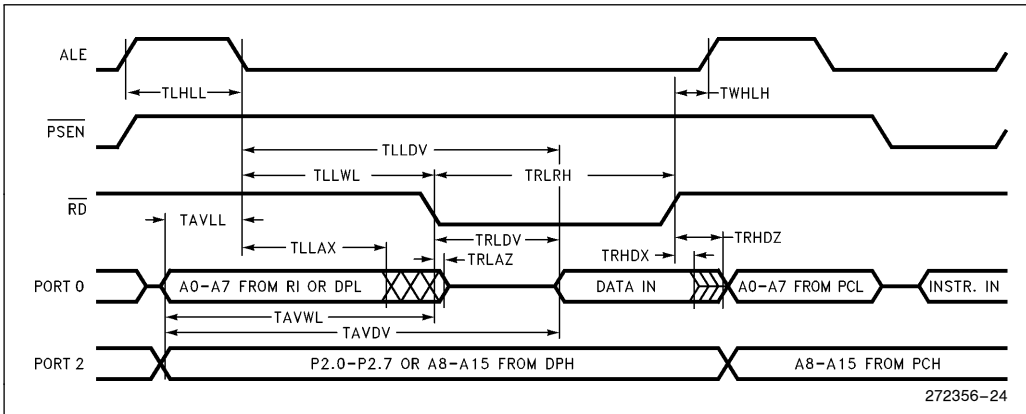 ALE
TLHLL
TWHLH
PSEN
TLLDV
TLLWL
TRLRH
RD
TAVLL
TRLDV
TRHDZ
TLLAX
TRLAZ
TRHDX
PORT 0
A0–A7 FROM RI OR DPL
DATA IN
A0–A7 FROM PCL
INSTR. IN
TAVWL
TAVDV
PORT 2
P2.0–P2.7 OR A8–A15 FROM DPH
A8–A15 FROM PCH
272356–24